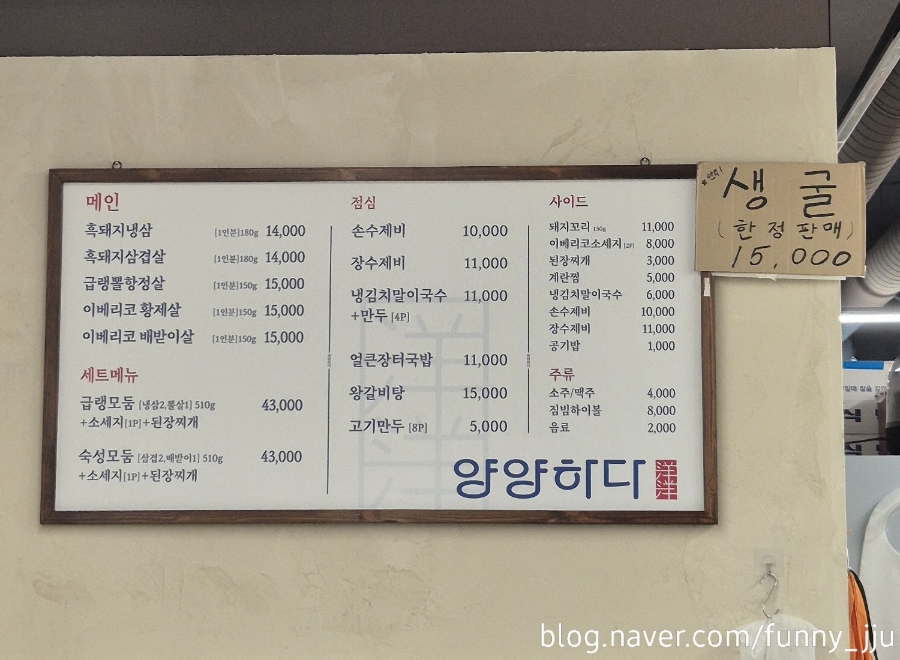 메인
흑돼지냉삼 [1인분]180g 14,000
흑돼지삼겹살 [1인분]180g 14,000
급랭뽈항정살 [1인분]150g 15,000
이베리코 황제살 [1인분]150g 15,000
이베리코 배받이살 [1인분]150g 15,000
세트메뉴
급랭모둠 [냉삼2,뽈살1] 510g 43,000
+소세지[1P]+된장찌개
숙성모둠 [삼겹2,배받이1] 510g 43,000
+소세지[1P]+된장찌개
점심
손수제비 10,000
장수제비 11,000
냉김치말이국수 11,000
+만두 [4P]
얼큰장터국밥 11,000
왕갈비탕 15,000
고기만두 [8P] 5,000
사이드
돼지꼬리 150g 11,000
이베리코소세지 [2P] 8,000
된장찌개 3,000
계란찜 5,000
냉김치말이국수 6,000
손수제비 10,000
장수제비 11,000
공기밥 1,000
주류
소주/맥주 4,000
짐빔하이볼 8,000
음료 2,000
양양하다 洋洋
생굴
(한정판매)
15,000
blog.naver.com/funny_jju